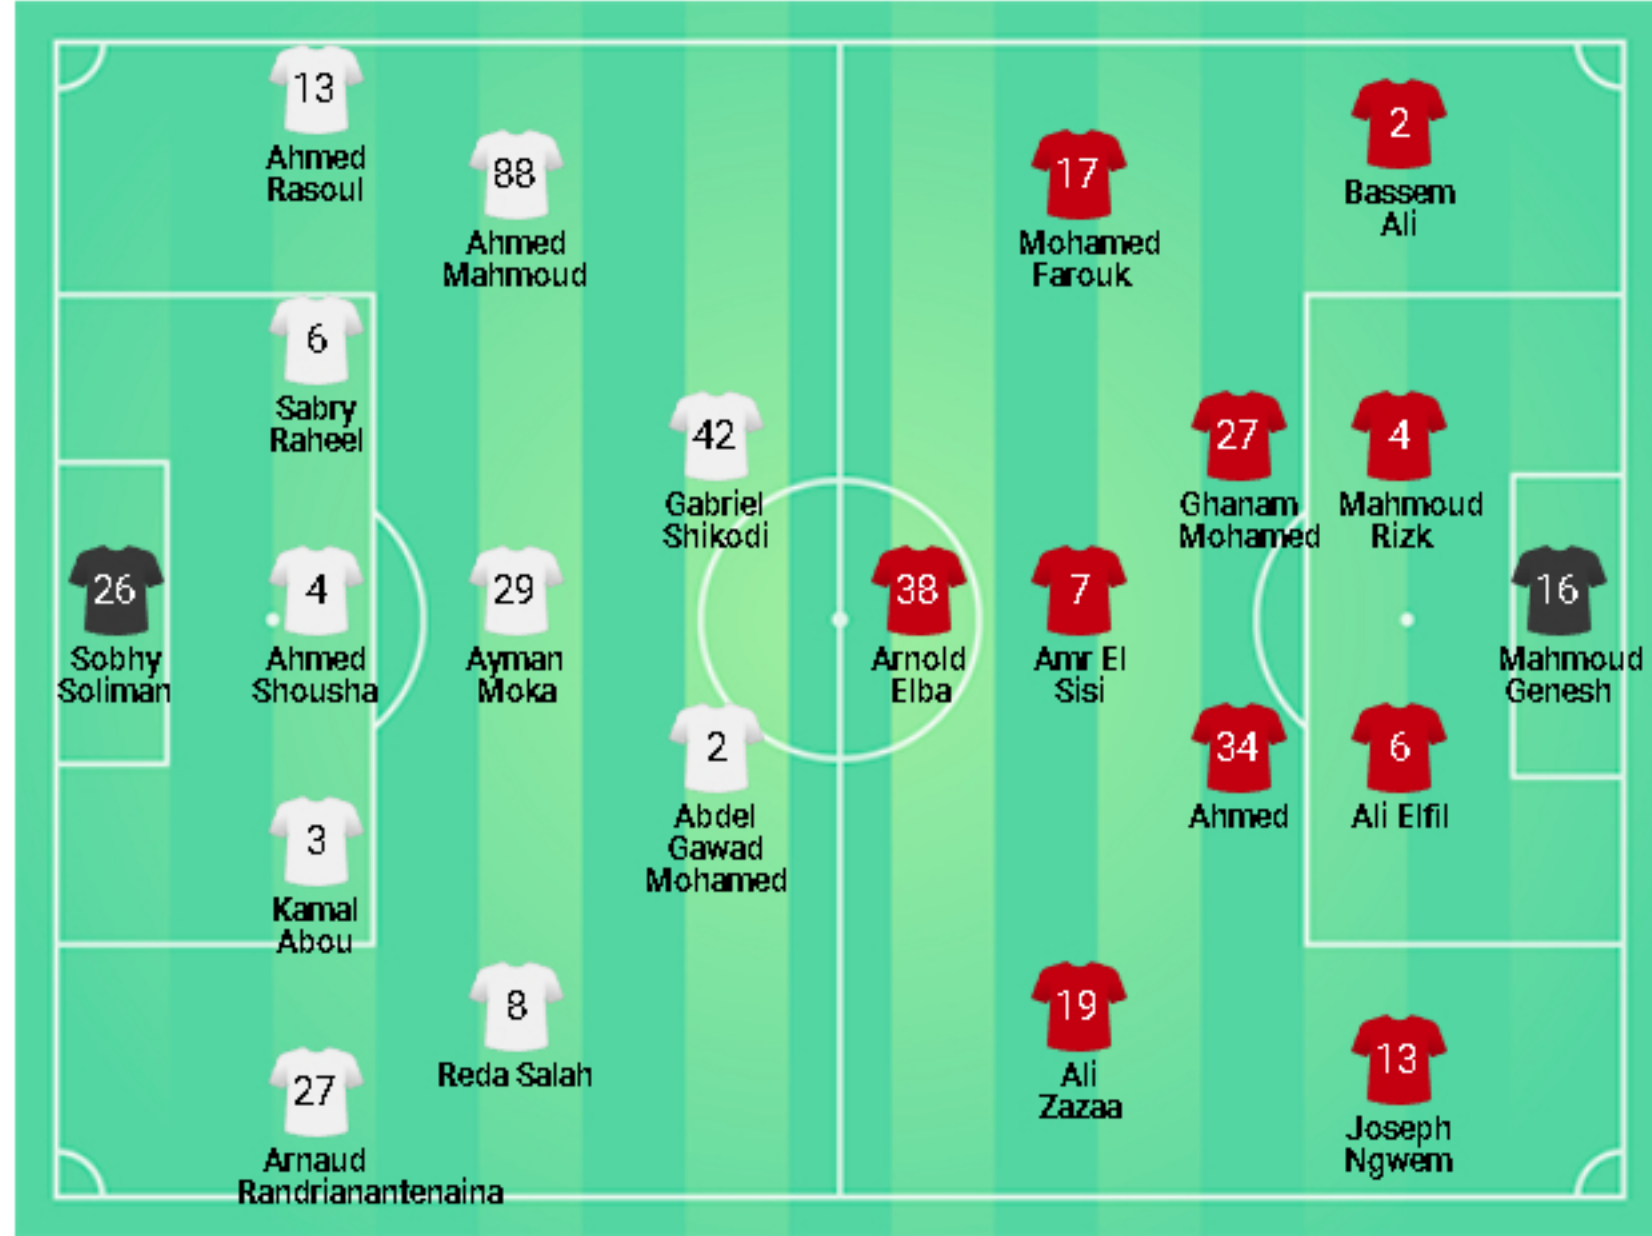 13
Ahmed
Rasoul
88
Ahmed
Mahmoud
6
Sabry
Raheel
42
Gabriel
Shikodi
26
Sobhy
Soliman
4
Ahmed
Shousha
29
Ayman
Moka
2
Abdel
Gawad
Mohamed
3
Kamal
Abou
8
Reda Salah
27
Arnaud
Randrianantenaina
17
Mohamed
Farouk
2
Bassem
Ali
27
Ghanam
Mohamed
4
Mahmoud
Rizk
38
Arnold
Elba
7
Amr El
Sisi
16
Mahmoud
Genesh
34
Ahmed
6
Ali Elfil
19
Ali
Zazaa
13
Joseph
Ngwem